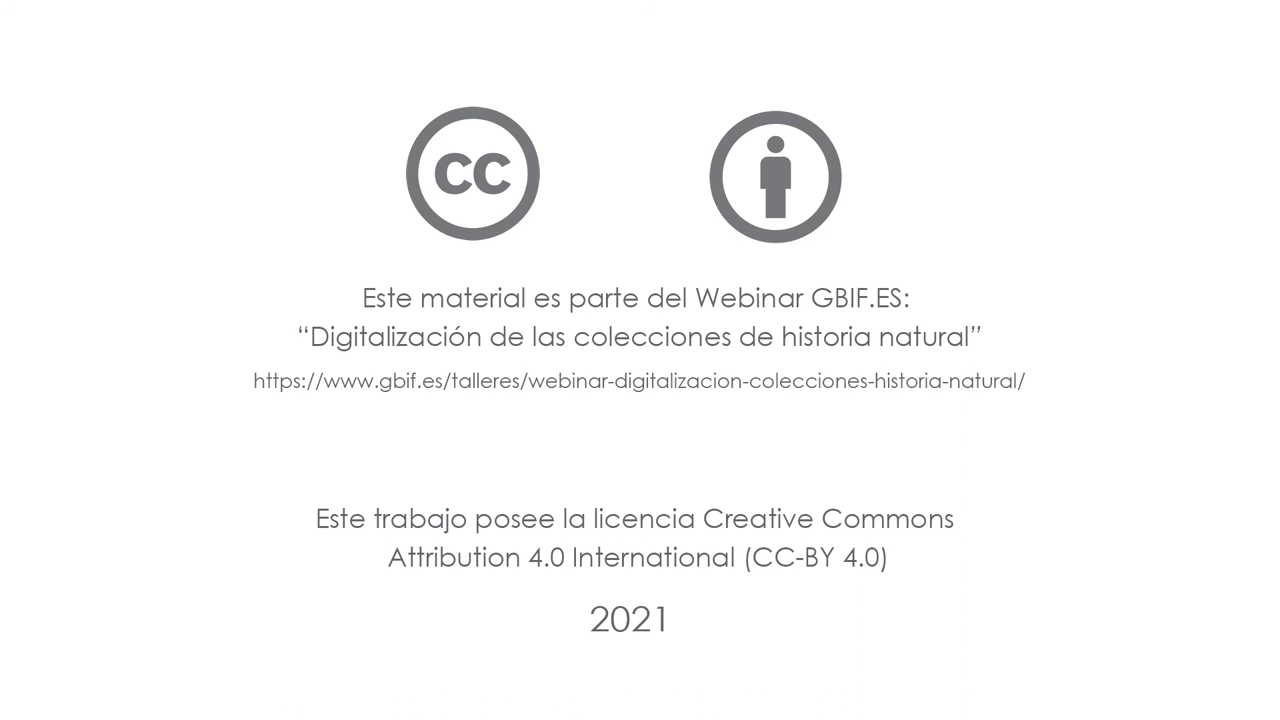 cc
Este material es parte del Webinar GBIF.ES:
“Digitalización de las colecciones de historia natural”
https://www.gbif.es/talleres/webinar-digitalizacion-colecciones-historia-natural/
Este trabajo posee la licencia Creative Commons
Attribution 4.0 International (CC-BY 4.0)
2021